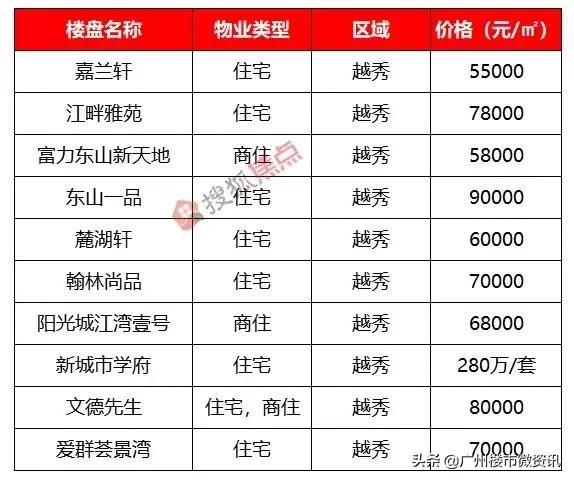 楼盘名称 物业类型 区域 价格（元/㎡）
嘉兰轩 住宅 越秀 55000
江畔雅苑 住宅 越秀 78000
富力东山新天地 商住 越秀 58000
东山一品 住宅 越秀 90000
麓湖轩 住宅 越秀 60000
翰林尚品 住宅 越秀 70000
阳光城江湾壹号 商住 越秀 68000
新城市学府 住宅 越秀 280万/套
文德先生 住宅，商住 越秀 80000
爱群荟景湾 住宅 越秀 70000
搜狐焦点
头条 @广州楼市微资讯